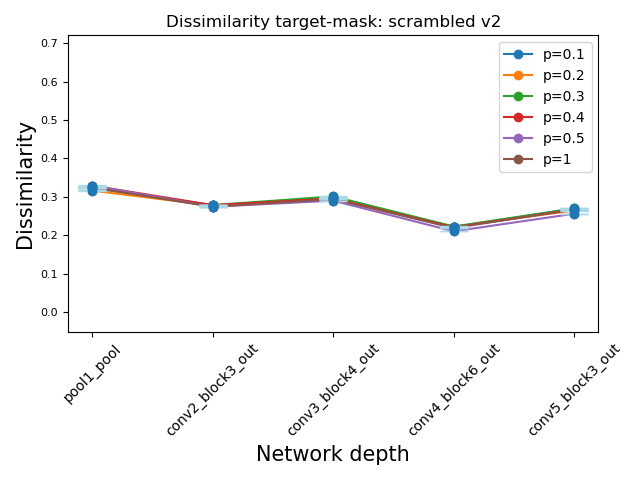 Dissimilarity target-mask: scrambled v2
Dissimilarity
0.7
0.6
0.5
0.4
0.3
0.2
0.1
0.0
p=0.1
p=0.2
p=0.3
p=0.4
p=0.5
p=1
pool1_pool
conv2_block3_out
conv3_block4_out
conv4_block6_out
conv5_block3_out
Network depth